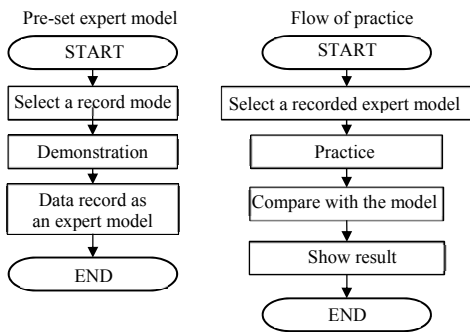 Pre-set expert model
START
Select a record mode
Demonstration
Data record as
an expert model
END
Flow of practice
START
Select a recorded expert model
Practice
Compare with the model
Show result
END